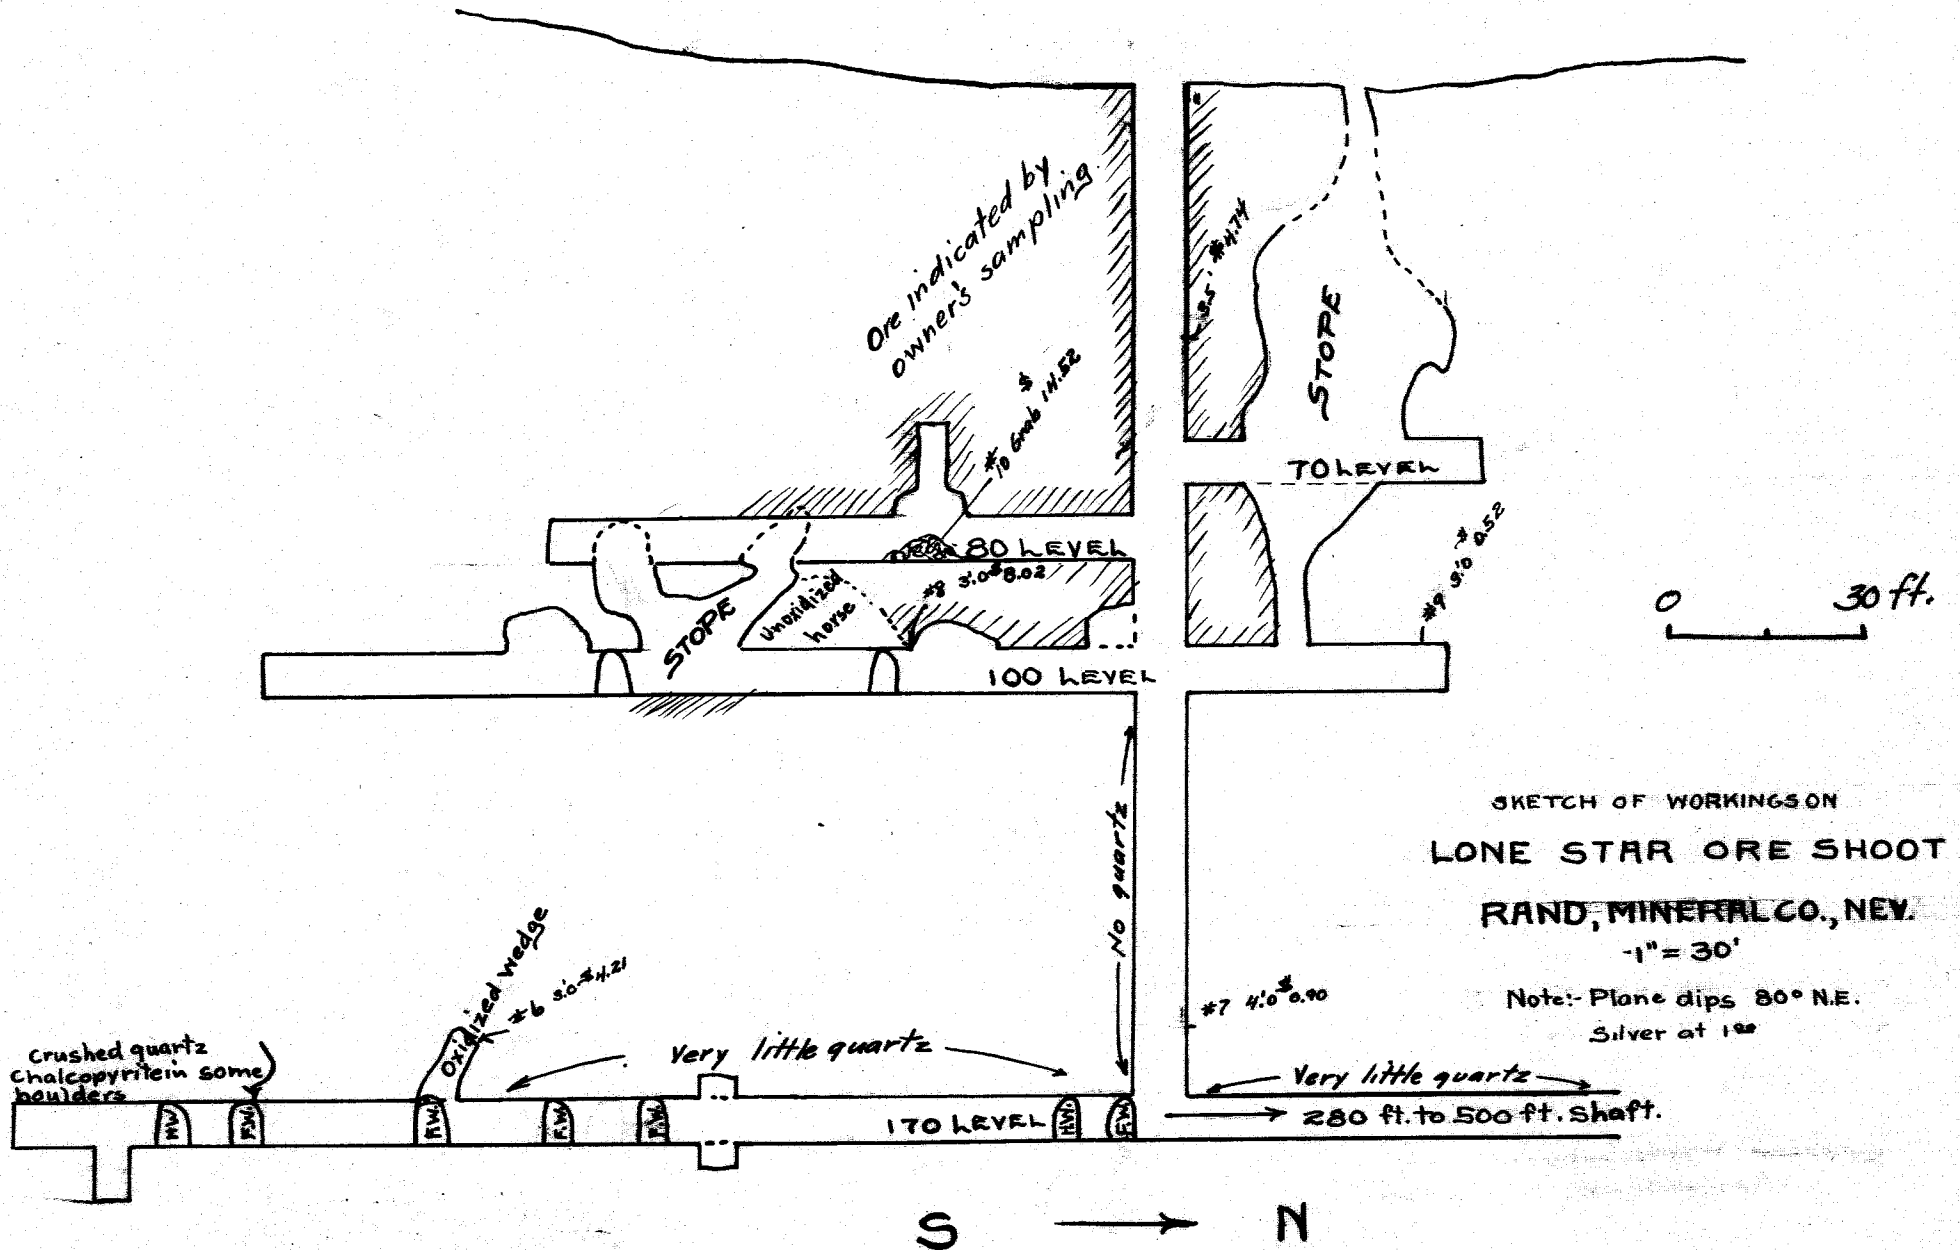 Ore indicated by
owner's sampling
3.5' $4.74
STOPE
#10 Grab $14.52
70 LEVEL
80 LEVEL
#8 3'.0 $8.02
Unoxidized
horse
STOPE
#9 3'.0 $0.52
0 30 ft.
100 LEVEL
No quartz
SKETCH OF WORKINGS ON
LONE STAR ORE SHOOT
RAND, MINERAL CO., NEV.
1" = 30'
Note:- Plane dips 80° N.E.
Silver at 1⁰⁰
Oxidized wedge
#6 3'.0 $4.21
#7 4'.0 $0.90
Crushed quartz
Chalcopyrite in some
boulders
Very little quartz
Very little quartz
H.W. F.W. F.W. F.W. F.W. 170 LEVEL H.W. F.W. 280 ft. to 500 ft. Shaft.
S N